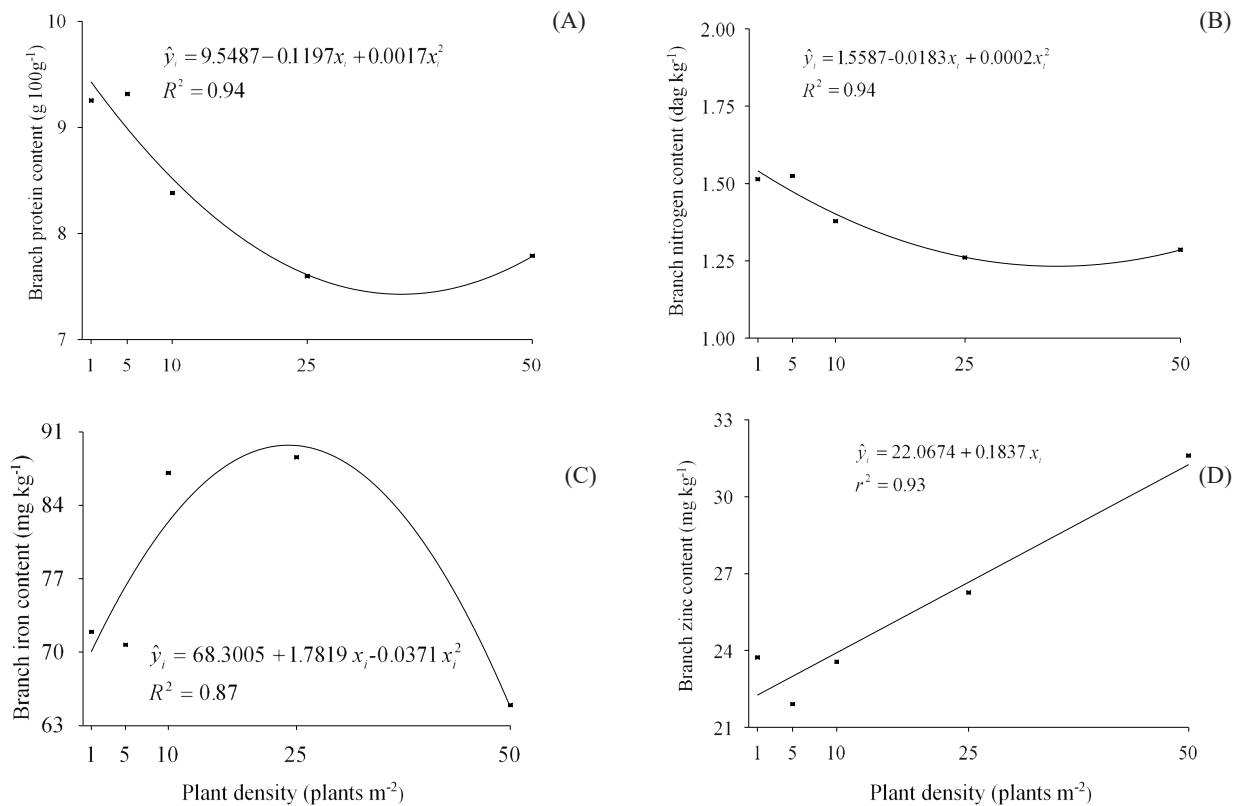 (A)
Branch protein content (g 100g⁻¹)
10
9
8
7
ŷᵢ = 9.5487 – 0.1197xᵢ + 0.0017xᵢ²
R² = 0.94
1 5 10 25 50
(B)
Branch nitrogen content (dag kg⁻¹)
2.00
1.75
1.50
1.25
1.00
ŷᵢ = 1.5587-0.0183xᵢ + 0.0002xᵢ²
R² = 0.94
1 5 10 25 50
(C)
Branch iron content (mg kg⁻¹)
91
84
77
70
63
ŷᵢ = 68.3005 + 1.7819 xᵢ-0.0371 xᵢ²
R² = 0.87
1 5 10 25 50
Plant density (plants m⁻²)
(D)
Branch zinc content (mg kg⁻¹)
33
30
27
24
21
ŷᵢ = 22.0674 + 0.1837 xᵢ
r² = 0.93
1 5 10 25 50
Plant density (plants m⁻²)